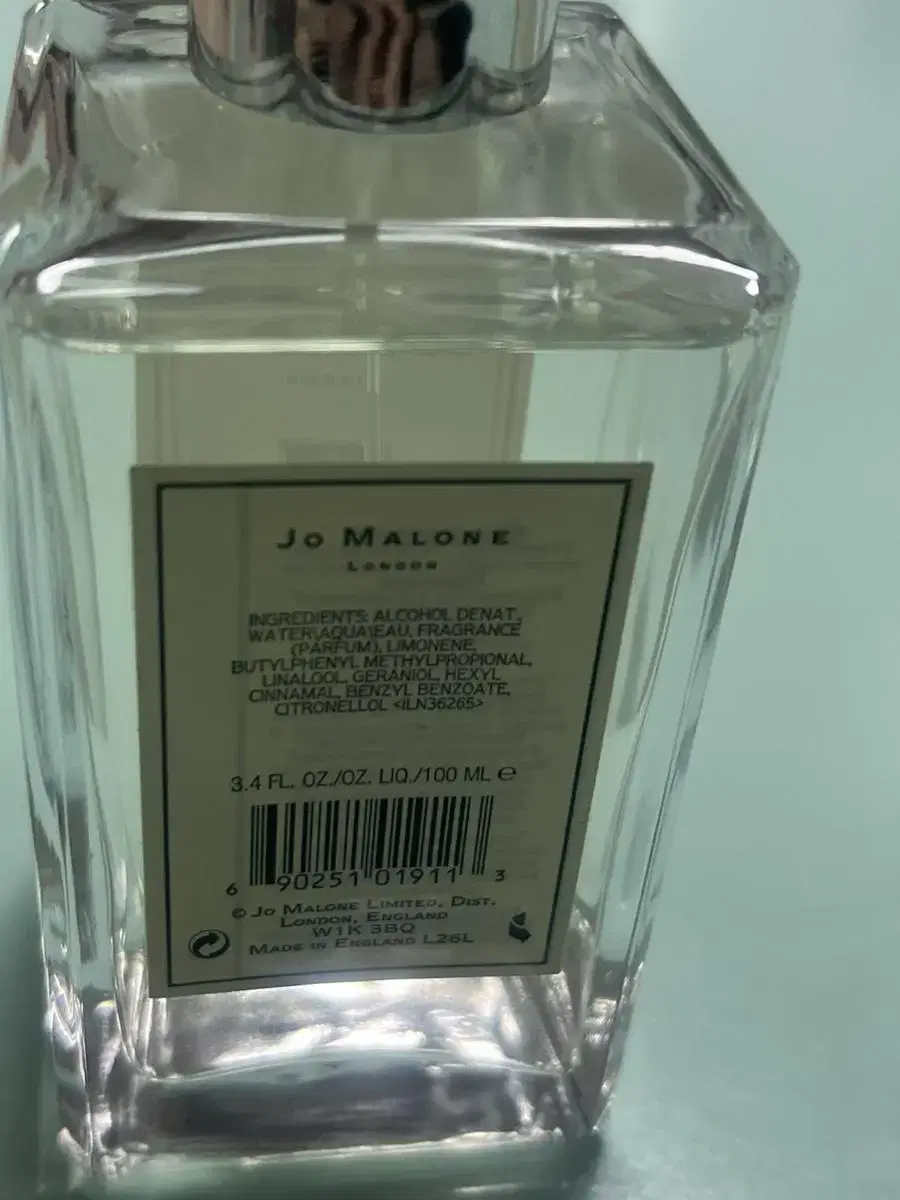 JO MALONE
LONDON
INGREDIENTS: ALCOHOL DENAT.,
WATER\AQUA\EAU, FRAGRANCE
(PARFUM), LIMONENE,
BUTYLPHENYL METHYLPROPIONAL,
LINALOOL, GERANIOL, HEXYL
CINNAMAL, BENZYL BENZOATE,
CITRONELLOL <ILN36265>
3.4 FL. OZ./OZ. LIQ./100 ML ℮
6 90251 01911 3
© JO MALONE LIMITED, DIST.
LONDON, ENGLAND
W1K 3BQ
MADE IN ENGLAND L26L